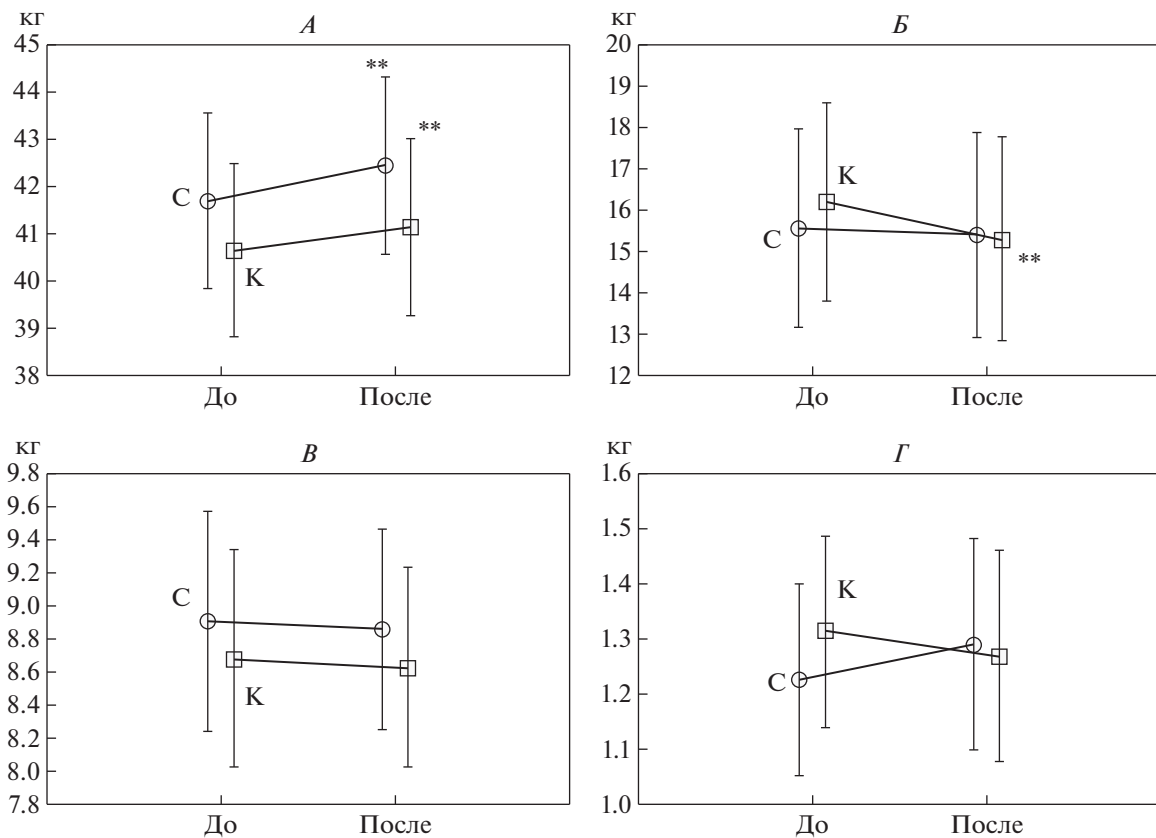 А
кг
45
44
43
42
41
40
39
38
**
**
С
К
До После
Б
кг
20
19
18
17
16
15
14
13
12
К
С
**
До После
В
кг
9.8
9.6
9.4
9.2
9.0
8.8
8.6
8.4
8.2
8.0
7.8
С
К
До После
Г
кг
1.6
1.5
1.4
1.3
1.2
1.1
1.0
К
С
До После